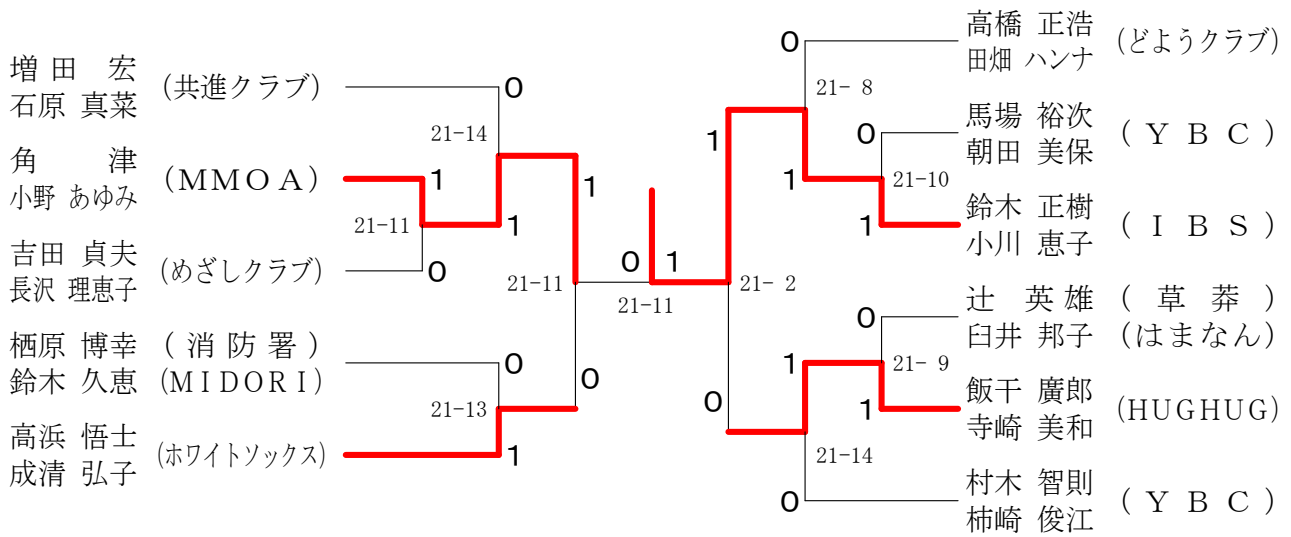 増田 宏 (共進クラブ)
石原 真菜
0
21-14
角 津 (MMOA)
小野 あゆみ
1
1
21-11
1
吉田 貞夫 (めざしクラブ)
長沢 理恵子
0
21-11
栖原 博幸 (消防署)
鈴木 久恵 (MIDORI)
0
0
21-13
高浜 悟士 (ホワイトソックス)
成清 弘子
1
0 1
21-11
高橋 正浩 (どようクラブ)
田畑 ハンナ
0
21- 8
1
馬場 裕次 (YBC)
朝田 美保
0
21-10
1
鈴木 正樹 (IBS)
小川 恵子
1
21- 2
辻 英雄 (草莽)
臼井 邦子 (はまなん)
0
21- 9
1
飯干 廣郎 (HUGHUG)
寺崎 美和
1
0
21-14
村木 智則 (YBC)
柿崎 俊江
0